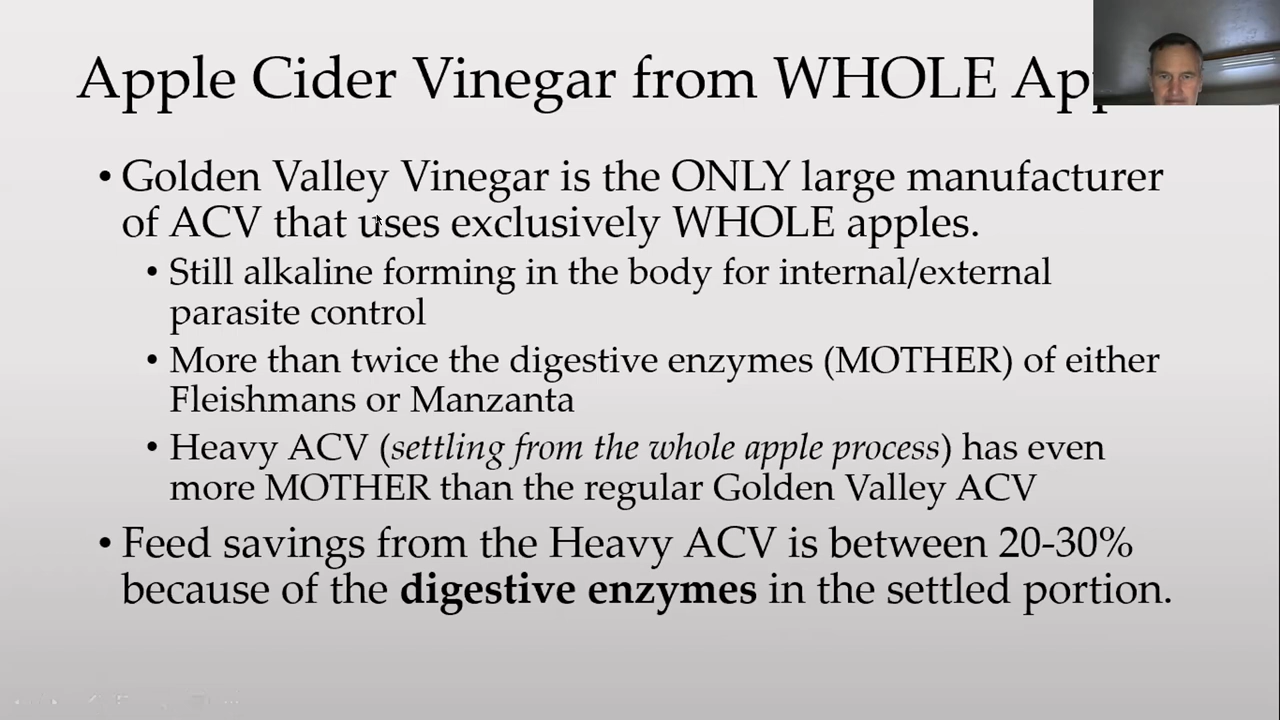 Apple Cider Vinegar from WHOLE
• Golden Valley Vinegar is the ONLY large manufacturer
of ACV that uses exclusively WHOLE apples.
• Still alkaline forming in the body for internal/external
parasite control
• More than twice the digestive enzymes (MOTHER) of either
Fleishmans or Manzanta
• Heavy ACV (settling from the whole apple process) has even
more MOTHER than the regular Golden Valley ACV
• Feed savings from the Heavy ACV is between 20-30%
because of the digestive enzymes in the settled portion.